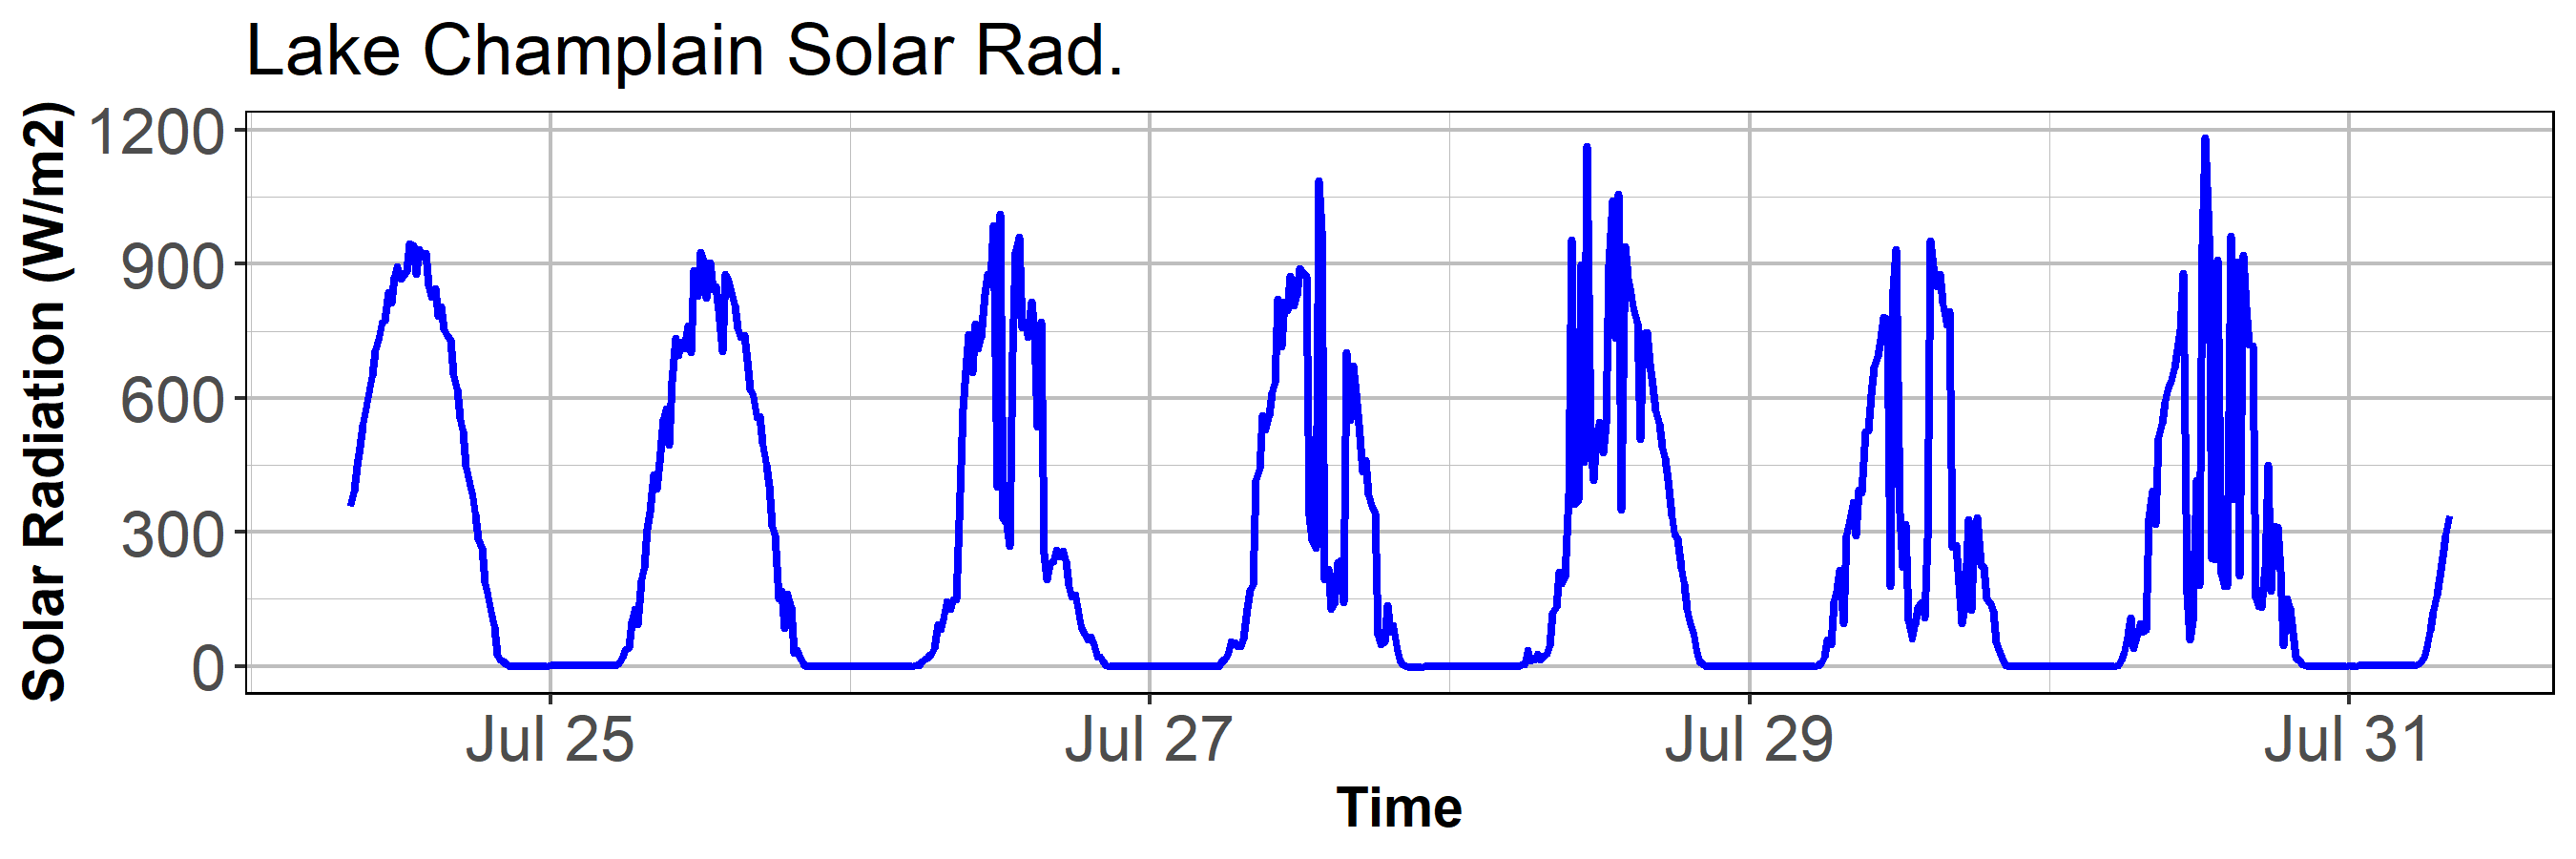 Lake Champlain Solar Rad.
Solar Radiation (W/m2)
1200
900
600
300
0
Jul 25 Jul 27 Jul 29 Jul 31
Time